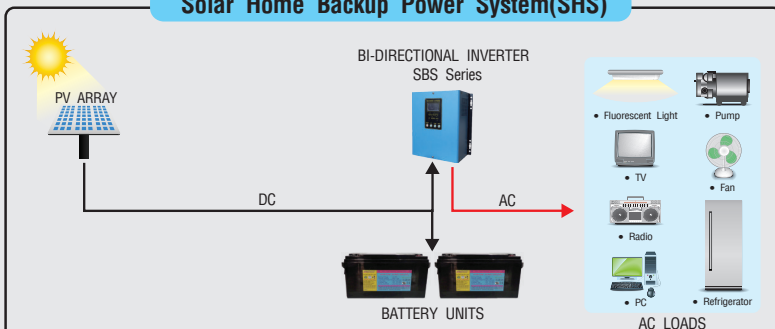 Solar Home Backup Power System(SHS)
BI-DIRECTIONAL INVERTER
SBS Series
PV ARRAY
• Fluorescent Light
• Pump
• TV
• Fan
DC
AC
• Radio
• PC
• Refrigerator
BATTERY UNITS
AC LOADS